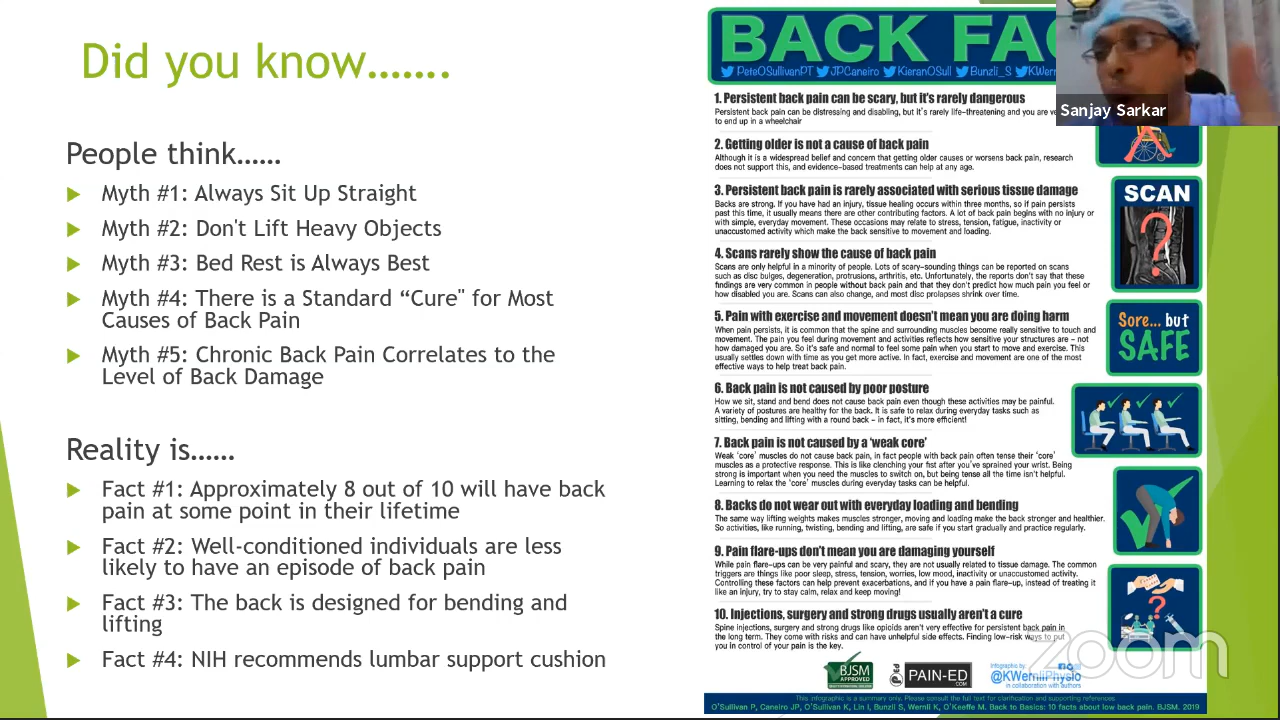 Did you know.......
People think......
Myth #1: Always Sit Up Straight
Myth #2: Don't Lift Heavy Objects
Myth #3: Bed Rest is Always Best
Myth #4: There is a Standard “Cure" for Most
Causes of Back Pain
Myth #5: Chronic Back Pain Correlates to the
Level of Back Damage
Reality is......
Fact #1: Approximately 8 out of 10 will have back
pain at some point in their lifetime
Fact #2: Well-conditioned individuals are less
likely to have an episode of back pain
Fact #3: The back is designed for bending and
lifting
Fact #4: NIH recommends lumbar support cushion
BACK
PeteOSullivanPT JPCaneiro KieranOSull Bunzli_S
Sanjay Sarkar
1. Persistent back pain can be scary, but it's rarely dangerous
Persistent back pain can be distressing and disabling, but it's rarely life-threatening and you are
to end up in a wheelchair
2. Getting older is not a cause of back pain
Although it is a widespread belief and concern that getting older causes or worsens back pain, research
does not support this, and evidence-based treatments can help at any age.
3. Persistent back pain is rarely associated with serious tissue damage
Backs are strong. If you have had an injury, tissue healing occurs within three months, so if pain persists
past this time, it usually means there are other contributing factors. A lot of back pain begins with no injury or
with simple, everyday movement. These occasions may relate to stress, tension, fatigue, inactivity or
unaccustomed activity which make the back sensitive to movement and loading.
SCAN
4. Scans rarely show the cause of back pain
Scans are only helpful in a minority of people. Lots of scary-sounding things can be reported on scans
such as disc bulges, degeneration, protrusions, arthritis, etc. Unfortunately, the reports don't say that these
findings are very common in people without back pain and that they don't predict how much pain you feel or
how disabled you are. Scans can also change, and most disc prolapses shrink over time.
5. Pain with exercise and movement doesn't mean you are doing harm
When pain persists, it is common that the spine and surrounding muscles become really sensitive to touch and
movement. The pain you feel during movement and activities reflects how sensitive your structures are - not
how damaged you are. So it's safe and normal to feel some pain when you start to move and exercise. This
usually settles down with time as you get more active. In fact, exercise and movement are one of the most
effective ways to help treat back pain.
Sore... but
SAFE
6. Back pain is not caused by poor posture
How we sit, stand and bend does not cause back pain even though these activities may be painful.
A variety of postures are healthy for the back. It is safe to relax during everyday tasks such as
sitting, bending and lifting with a round back - in fact, it's more efficient!
7. Back pain is not caused by a 'weak core'
Weak 'core' muscles do not cause back pain, in fact people with back pain often tense their 'core'
muscles as a protective response. This is like clenching your fist after you've sprained your wrist. Being
strong is important when you need the muscles to switch on, but being tense all the time isn't helpful.
Learning to relax the 'core' muscles during everyday tasks can be helpful.
8. Backs do not wear out with everyday loading and bending
The same way lifting weights makes muscles stronger, moving and loading make the back stronger and healthier.
So activities, like running, twisting, bending and lifting, are safe if you start gradually and practice regularly.
9. Pain flare-ups don't mean you are damaging yourself
While pain flare-ups can be very painful and scary, they are not usually related to tissue damage. The common
triggers are things like poor sleep, stress, tension, worries, low mood, inactivity or unaccustomed activity.
Controlling these factors can help prevent exacerbations, and if you have a pain flare-up, instead of treating it
like an injury, try to stay calm, relax and keep moving!
10. Injections, surgery and strong drugs usually aren't a cure
Spine injections, surgery and strong drugs like opioids aren't very effective for persistent back pain in
the long term. They come with risks and can have unhelpful side effects. Finding low-risk ways to put
you in control of your pain is the key.
zoom
BJSM
APPROVED
PAIN-ED
.COM
Infographic by
@KWernliPhysio
in collaboration with authors
This infographic is a summary only. Please consult the full text for clarification and supporting references.
O'Sullivan P, Caneiro JP, O'Sullivan K, Lin I, Bunzli S, Wernli K, O'Keeffe M. Back to Basics: 10 facts about low back pain. BJSM. 2019